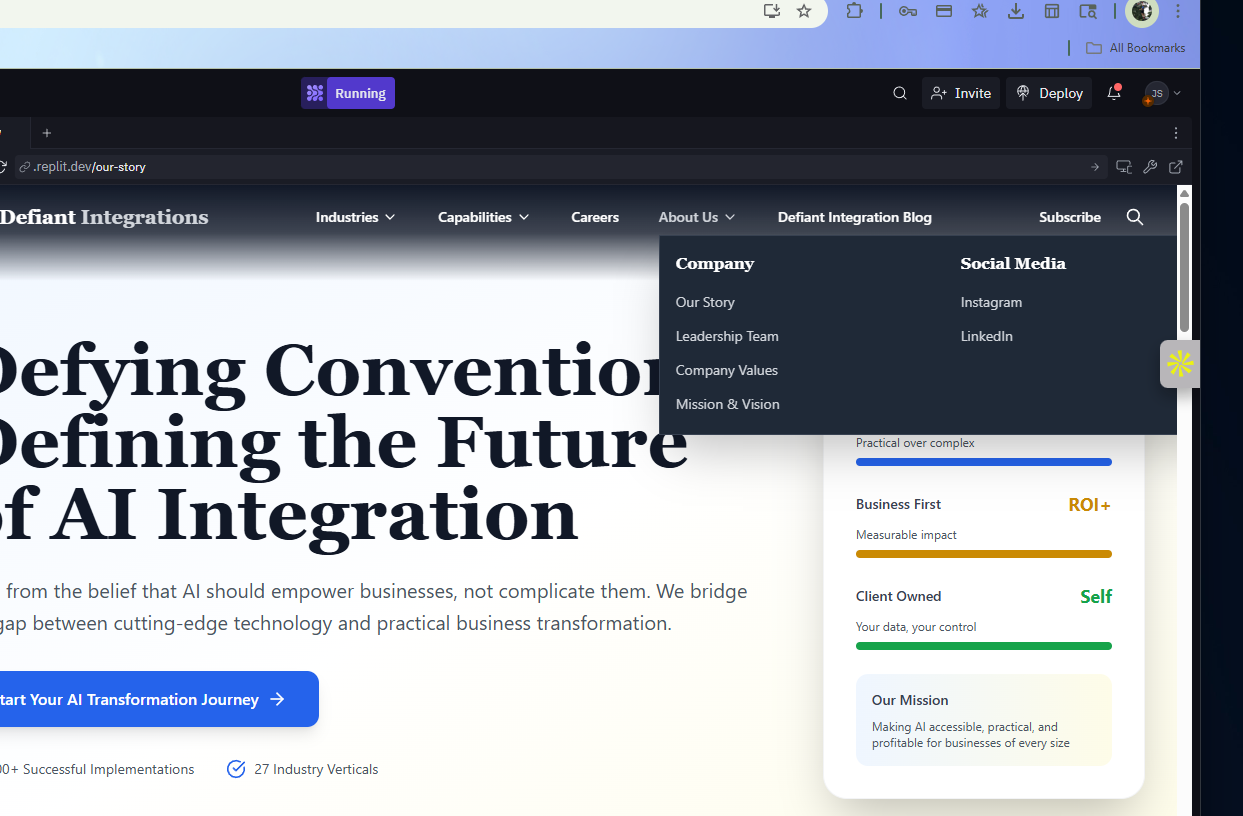 All Bookmarks
Running
Invite
Deploy
JS
.replit.dev/our-story
Defiant Integrations
Industries
Capabilities
Careers
About Us
Defiant Integration Blog
Subscribe
Company
Social Media
Our Story
Instagram
Leadership Team
LinkedIn
Company Values
Mission & Vision
Defying Convention
Defining the Future
of AI Integration
from the belief that AI should empower businesses, not complicate them. We bridge
gap between cutting-edge technology and practical business transformation.
tart Your AI Transformation Journey
00+ Successful Implementations
27 Industry Verticals
Practical over complex
Business First
ROI+
Measurable impact
Client Owned
Self
Your data, your control
Our Mission
Making AI accessible, practical, and
profitable for businesses of every size